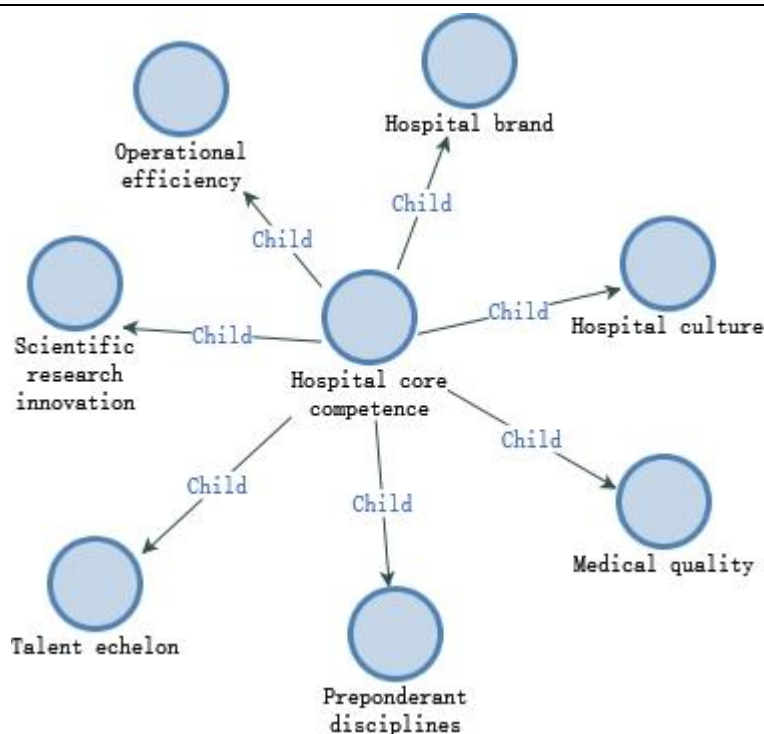 Hospital brand
Operational
efficiency
Child
Child
Hospital culture
Child
Child
Scientific
research
innovation
Hospital core
competence
Child
Child
Child
Medical quality
Talent echelon
Preponderant
disciplines